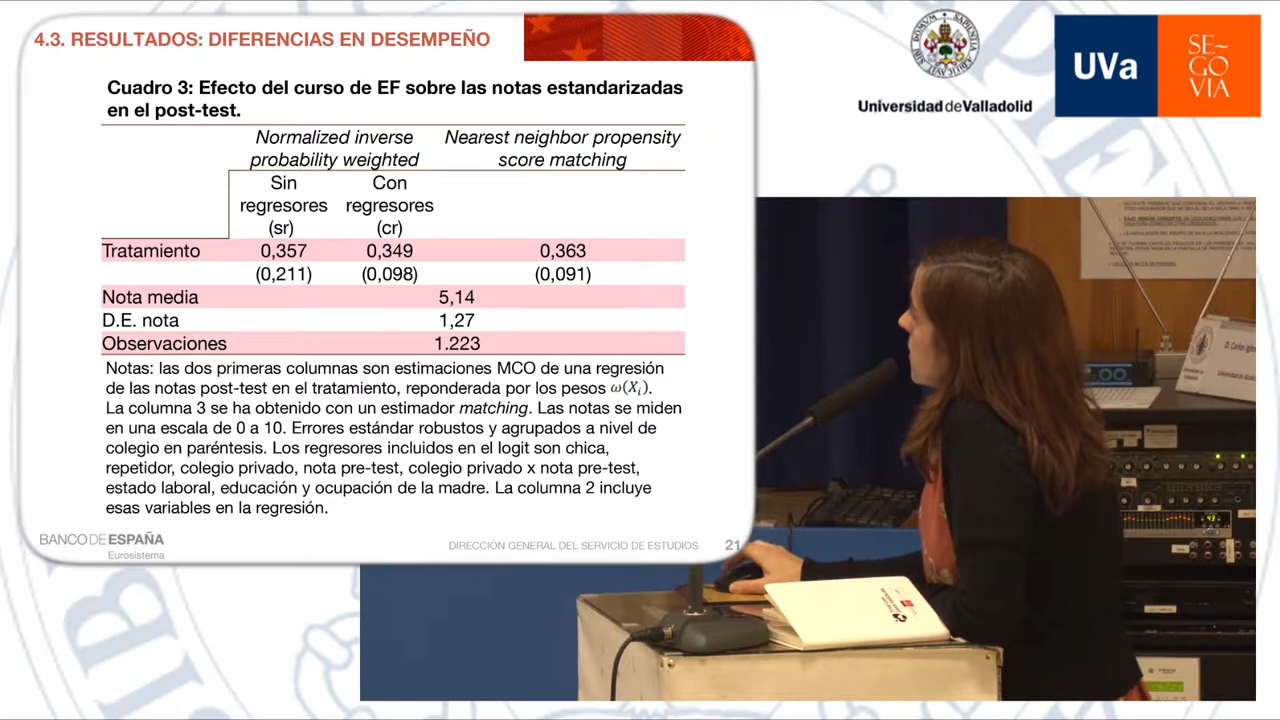 4.3. RESULTADOS: DIFERENCIAS EN DESEMPEÑO
Cuadro 3: Efecto del curso de EF sobre las notas estandarizadas
en el post-test.
Normalized inverse
probability weighted
Nearest neighbor propensity
score matching
Sin
regresores
(sr)
Con
regresores
(cr)
Tratamiento 0,357 0,349 0,363
(0,211) (0,098) (0,091)
Nota media 5,14
D.E. nota 1,27
Observaciones 1.223
Notas: las dos primeras columnas son estimaciones MCO de una regresión
de las notas post-test en el tratamiento, reponderada por los pesos ω(Xᵢ).
La columna 3 se ha obtenido con un estimador matching. Las notas se miden
en una escala de 0 a 10. Errores estándar robustos y agrupados a nivel de
colegio en paréntesis. Los regresores incluidos en el logit son chica,
repetidor, colegio privado, nota pre-test, colegio privado x nota pre-test,
estado laboral, educación y ocupación de la madre. La columna 2 incluye
esas variables en la regresión.
BANCO DE ESPAÑA
Eurosistema
DIRECCIÓN GENERAL DEL SERVICIO DE ESTUDIOS 21
Universidad de Valladolid
UVa
SE~
GO
VIA
D. Carlos